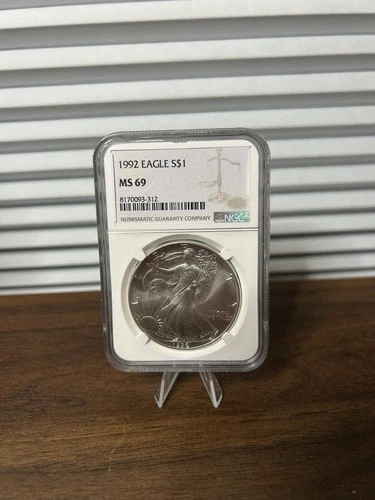 1992 EAGLE S$1
MS 69
8170093-312
NUMISMATIC GUARANTY COMPANY
NGC